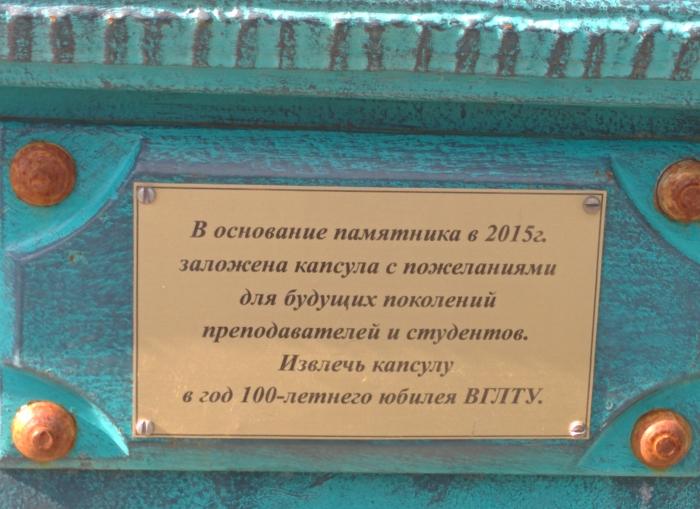 В основание памятника в 2015г.
заложена капсула с пожеланиями
для будущих поколений
преподавателей и студентов.
Извлечь капсулу
в год 100-летнего юбилея ВГЛТУ.